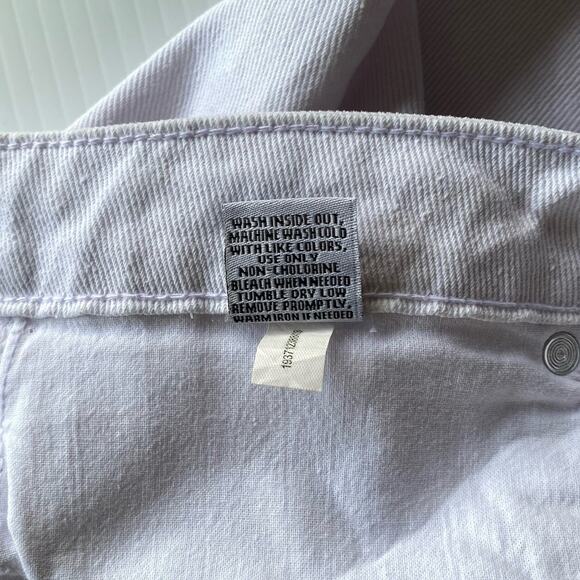 WASH INSIDE OUT,
MACHINE WASH COLD
WITH LIKE COLORS,
USE ONLY
NON-CHOLORINE
BLEACH WHEN NEEDED
TUMBLE DRY LOW
REMOVE PROMPTLY,
WARM IRON IF NEEDED